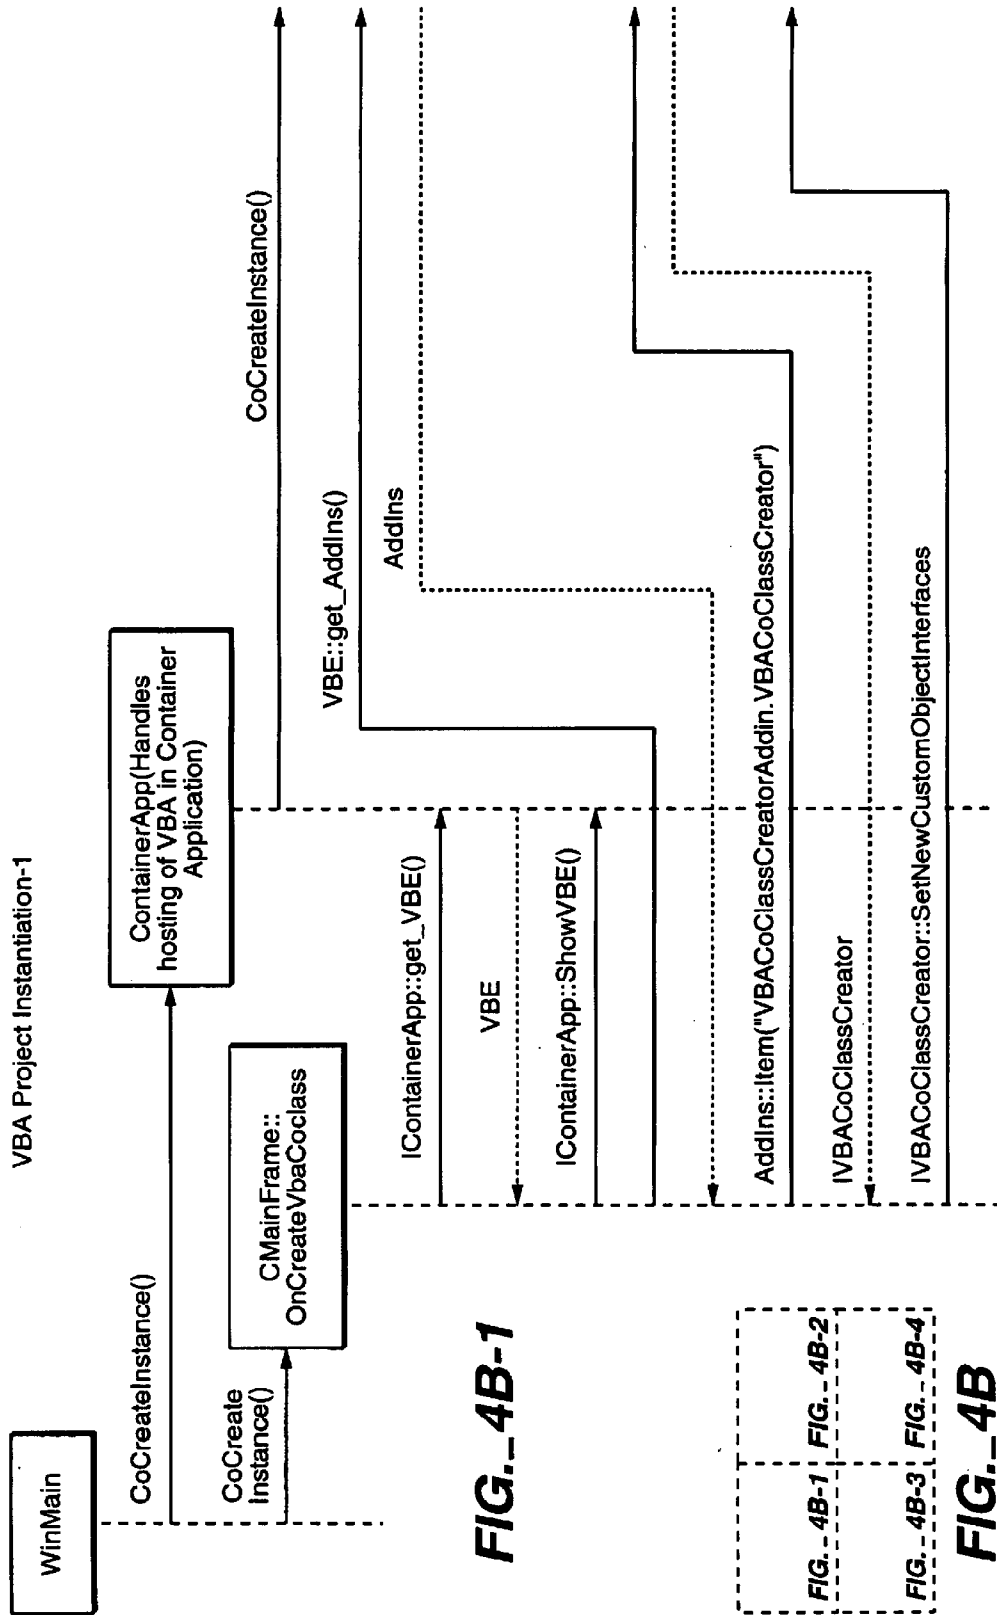 VBA Project Instantiation-1
WinMain
CoCreateInstance()
CoCreate
Instance()
CMainFrame::
OnCreateVbaCoclass
ContainerApp(Handles
hosting of VBA in Container
Application)
CoCreateInstance()
VBE::get_AddIns()
AddIns
IContainerApp::get_VBE()
VBE
IContainerApp::ShowVBE()
AddIns::Item("VBACoClassCreatorAddin.VBACoClassCreator")
IVBACoClassCreator
IVBACoClassCreator::SetNewCustomObjectInterfaces
FIG._4B-1
FIG._4B-1 FIG._4B-2
FIG._4B-3 FIG._4B-4
FIG._4B